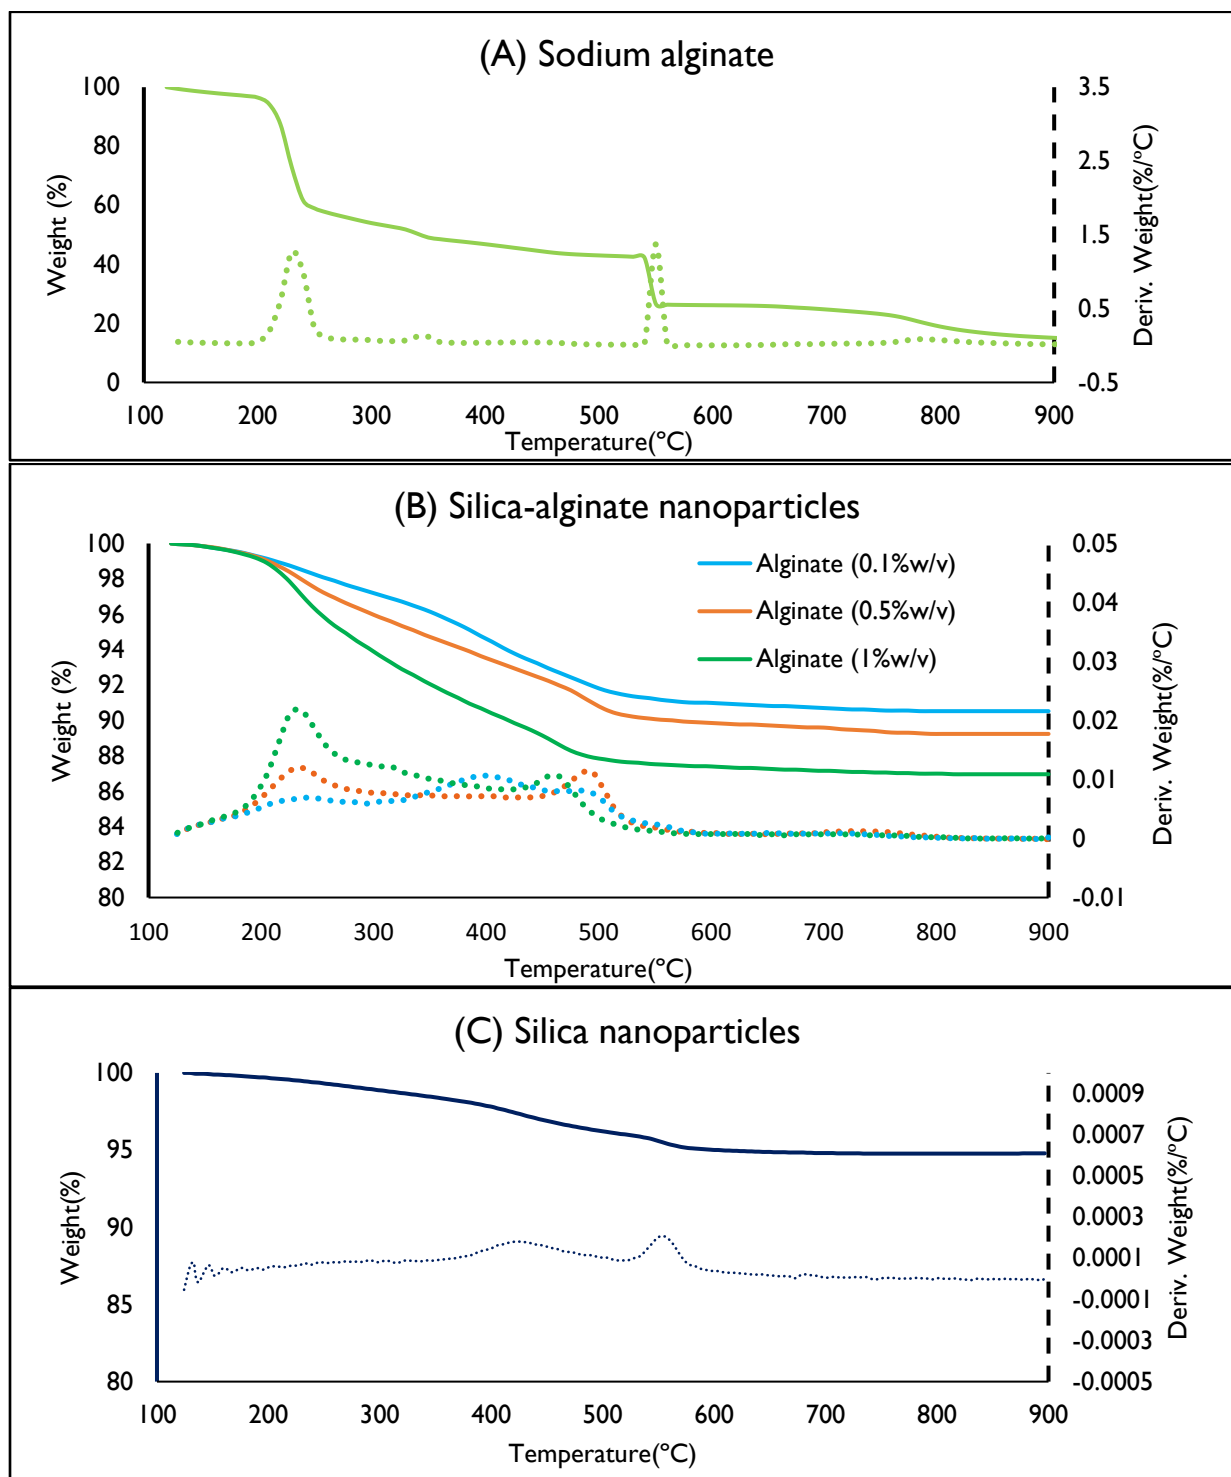 (A) Sodium alginate
100
80
60
40
20
0
Weight (%)
3.5
2.5
1.5
0.5
-0.5
Deriv. Weight(%/ºC)
100 200 300 400 500 600 700 800 900
Temperature(ºC)
(B) Silica-alginate nanoparticles
100
98
96
94
92
90
88
86
84
82
80
Weight (%)
Alginate (0.1%w/v)
Alginate (0.5%w/v)
Alginate (1%w/v)
0.05
0.04
0.03
0.02
0.01
0
-0.01
Deriv. Weight(%/ºC)
100 200 300 400 500 600 700 800 900
Temperature(ºC)
(C) Silica nanoparticles
100
95
90
85
80
Weight(%)
0.0009
0.0007
0.0005
0.0003
0.0001
-0.0001
-0.0003
-0.0005
Deriv. Weight(%/ºC)
100 200 300 400 500 600 700 800 900
Temperature(ºC)